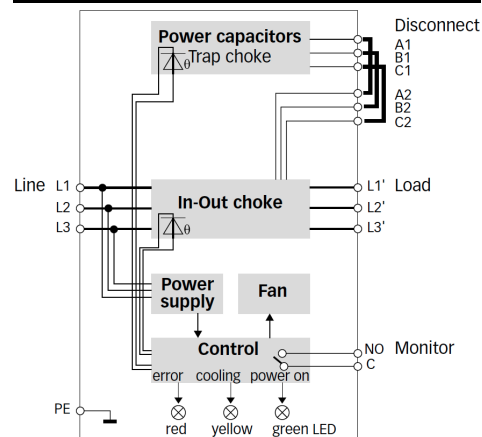 Disconnect
Power capacitors
Trap choke
θ
A1
B1
C1
A2
B2
C2
Line L1 L1' Load
In-Out choke
L2 L2'
L3 L3'
θ
Power
supply
Fan
Control
NO Monitor
C
error cooling power on
PE
red yellow green LED